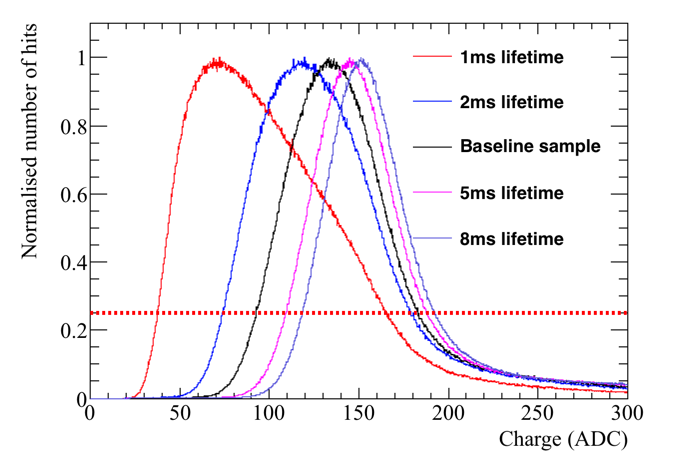 Normalised number of hits
1
0.8
0.6
0.4
0.2
0
0 50 100 150 200 250 300
Charge (ADC)
1ms lifetime
2ms lifetime
Baseline sample
5ms lifetime
8ms lifetime